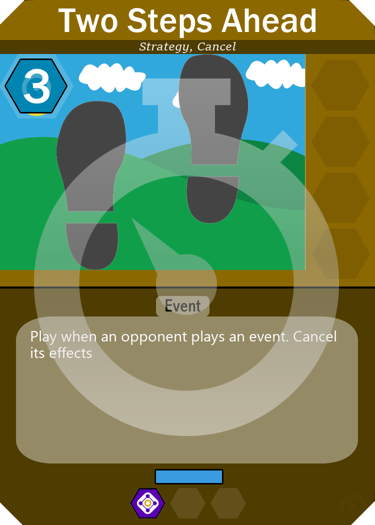 Two Steps Ahead
Strategy, Cancel
3
Event
Play when an opponent plays an event. Cancel
its effects